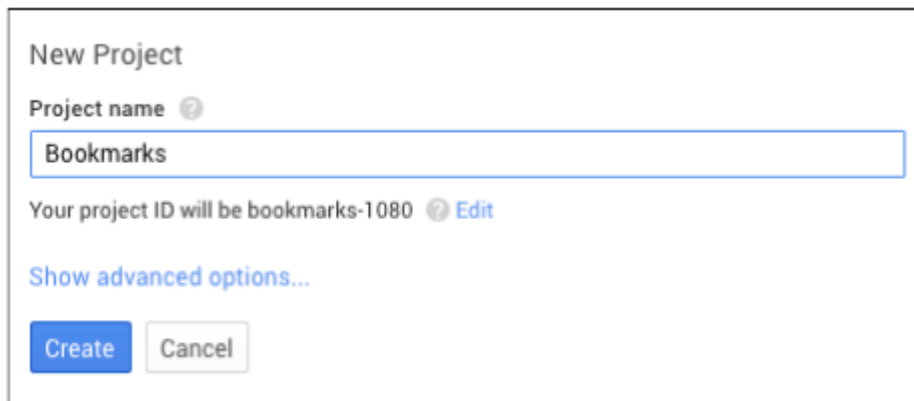 New Project
Project name ?
Bookmarks
Your project ID will be bookmarks-1080 ? Edit
Show advanced options...
Create Cancel